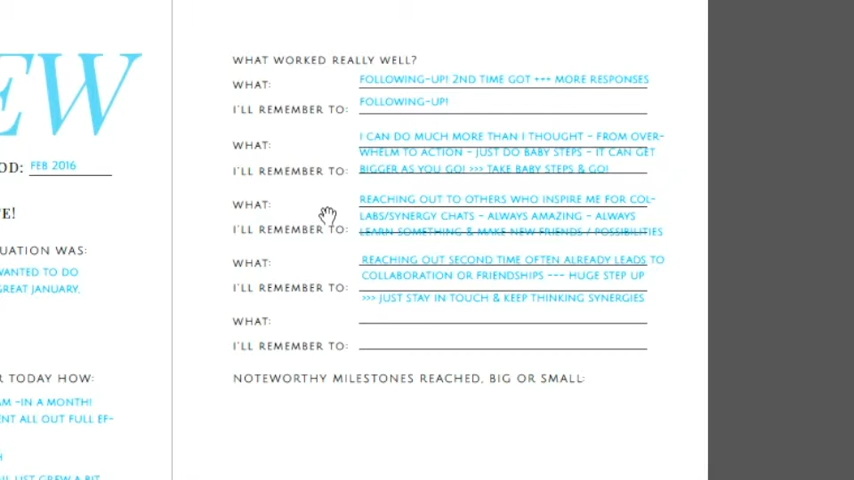 EW
OD: FEB 2016
E!
UATION WAS:
WANTED TO DO
GREAT JANUARY.
R TODAY HOW:
AM -IN A MONTH!
ENT ALL OUT FULL EF-
WHAT WORKED REALLY WELL?
WHAT: FOLLOWING-UP! 2ND TIME GOT +++ MORE RESPONSES
I'LL REMEMBER TO: FOLLOWING-UP!
WHAT: I CAN DO MUCH MORE THAN I THOUGHT - FROM OVER-
WHELM TO ACTION - JUST DO BABY STEPS - IT CAN GET
I'LL REMEMBER TO: BIGGER AS YOU GO! >>> TAKE BABY STEPS & GO!
WHAT: REACHING OUT TO OTHERS WHO INSPIRE ME FOR COL-
LABS/SYNERGY CHATS - ALWAYS AMAZING - ALWAYS
I'LL REMEMBER TO: LEARN SOMETHING & MAKE NEW FRIENDS / POSSIBILITIES
WHAT: REACHING OUT SECOND TIME OFTEN ALREADY LEADS TO
COLLABORATION OR FRIENDSHIPS --- HUGE STEP UP
I'LL REMEMBER TO: >>> JUST STAY IN TOUCH & KEEP THINKING SYNERGIES
WHAT:
I'LL REMEMBER TO:
NOTEWORTHY MILESTONES REACHED, BIG OR SMALL: